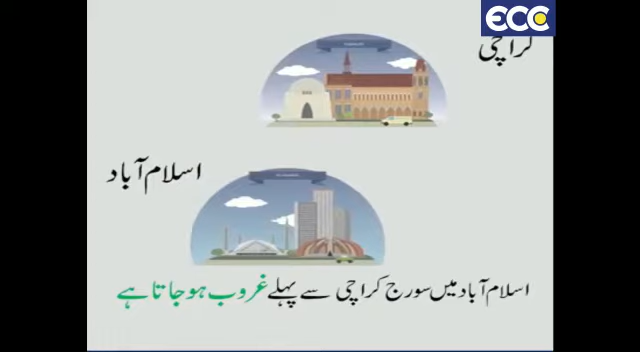 ECC
کراچی
اسلام آباد
اسلام آباد میں سورج کراچی سے پہلے غروب ہو جاتا ہے